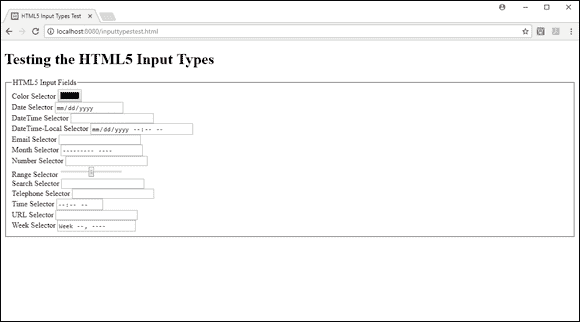 HTML5 Input Types Test
localhost:8080/inputtypestest.html
Testing the HTML5 Input Types
HTML5 Input Fields
Color Selector
Date Selector mm/dd/yyyy
DateTime Selector
DateTime-Local Selector mm/dd/yyyy --:-- --
Email Selector
Month Selector --------- ----
Number Selector
Range Selector
Search Selector
Telephone Selector
Time Selector --:-- --
URL Selector
Week Selector Week --, ----